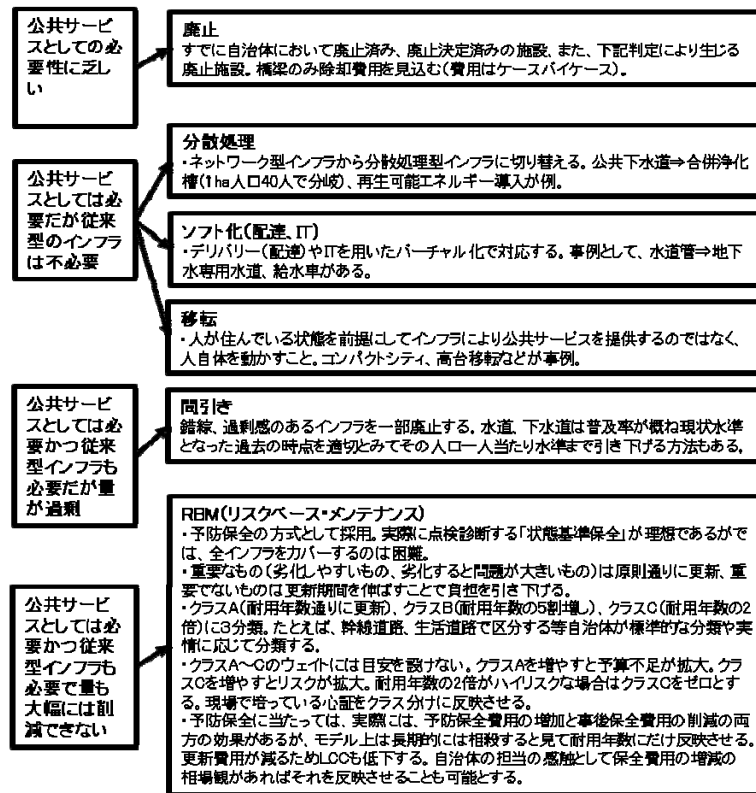 公共サービ
スとしての必
要性に乏し
い
廃止
すでに自治体において廃止済み、廃止決定済みの施設、また、下記判定により生じる
廃止施設。橋梁のみ除却費用を見込む(費用はケースバイケース)。
公共サービ
スとしては必
要だが従来
型のインフラ
は不必要
分散処理
・ネットワーク型インフラから分散処理型インフラに切り替える。公共下水道⇒合併浄化
槽(1ha人口40人で分岐)、再生可能エネルギー導入が例。
ソフト化(配達、IT)
・デリバリー(配達)やITを用いたバーチャル化で対応する。事例として、水道管⇒地下
水専用水道、給水車がある。
移転
・人が住んでいる状態を前提にしてインフラにより公共サービスを提供するのではなく、
人自体を動かすこと。コンパクトシティ、高台移転などが事例。
公共サービ
スとしては必
要かつ従来
型インフラも
必要だが量
が過剰
間引き
錯綜、過剰感のあるインフラを一部廃止する。水道、下水道は普及率が概ね現状水準
となった過去の時点を適切とみてその人口一人当たり水準まで引き下げる方法もある。
公共サービ
スとしては必
要かつ従来
型インフラも
必要で量も
大幅には削
減できない
RBM(リスクベース・メンテナンス)
・予防保全の方式として採用。実際に点検診断する「状態基準保全」が理想であるがで
は、全インフラをカバーするのは困難。
・重要なもの(劣化しやすいもの、劣化すると問題が大きいもの)は原則通りに更新、重
要でないものは更新期間を伸ばすことで負担を引き下げる。
・クラスA(耐用年数通りに更新)、クラスB(耐用年数の5割増し)、クラスC(耐用年数の2
倍)に3分類。たとえば、幹線道路、生活道路で区分する等自治体が標準的な分類や実
情に応じて分類する。
・クラスA～Cのウェイトには目安を設けない。クラスAを増やすと予算不足が拡大。クラ
スCを増やすとリスクが拡大。耐用年数の2倍がハイリスクな場合はクラスCをゼロとす
る。現場で培っている心証をクラス分けに反映させる。
・予防保全に当たっては、実際には、予防保全費用の増加と事後保全費用の削減の両
方の効果があるが、モデル上は長期的には相殺すると見て耐用年数にだけ反映させる。
更新費用が減るためLCCも低下する。自治体の担当の感触として保全費用の増減の
相場観があればそれを反映させることも可能とする。